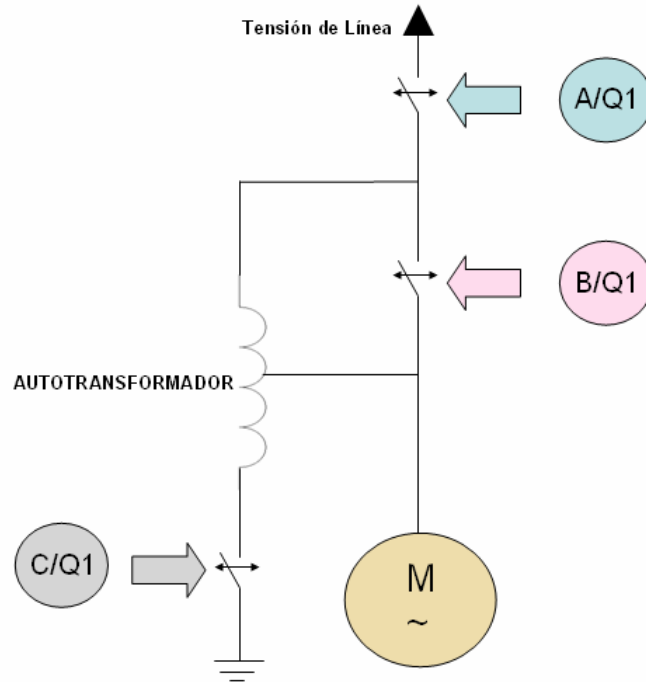 Tensión de Línea
A/Q1
B/Q1
AUTOTRANSFORMADOR
C/Q1
M
~